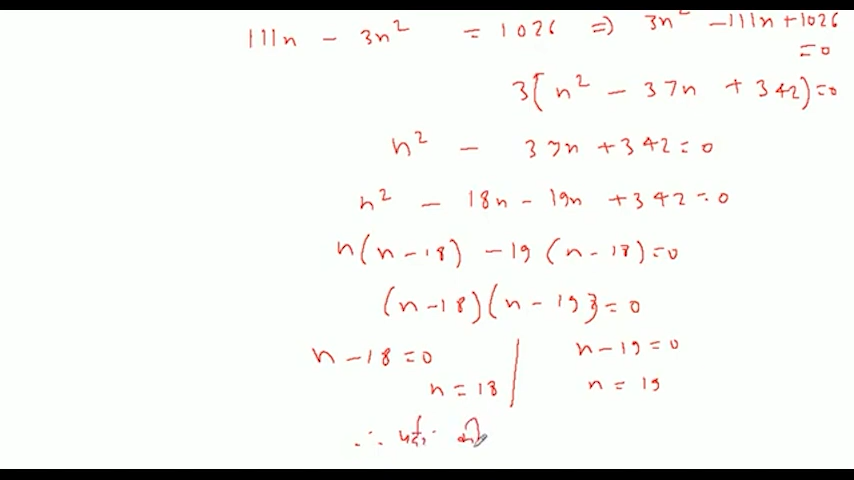 111n - 3n² = 1026 ⇒ 3n² - 111n + 1026 = 0
3(n² - 37n + 342) = 0
n² - 37n + 342 = 0
n² - 18n - 19n + 342 = 0
n(n - 18) - 19(n - 18) = 0
(n - 18)(n - 19) = 0
n - 18 = 0 | n - 19 = 0
n = 18 | n = 19
∴